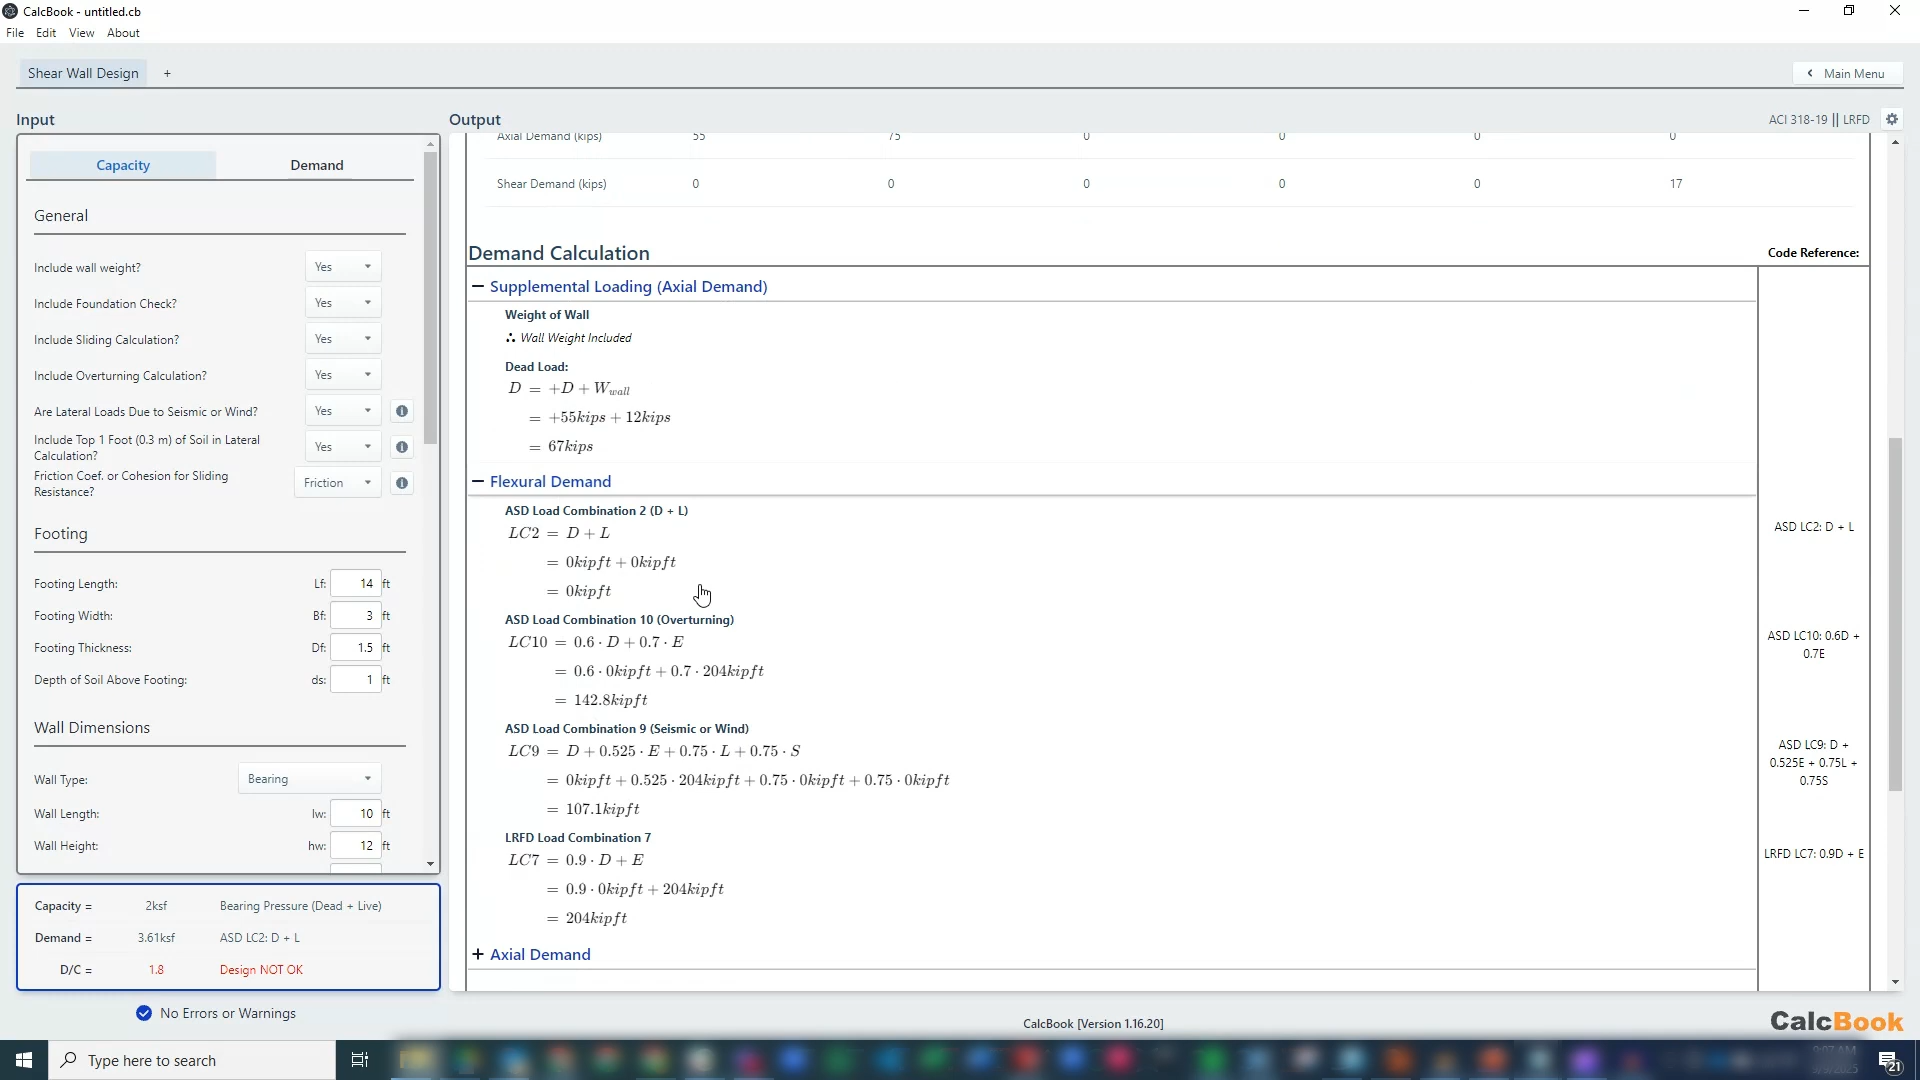 CalcBook - untitled.cb
File Edit View About
Shear Wall Design +
Main Menu
Input
Output
ACI 318-19 || LRFD
Capacity Demand
General
Include wall weight? Yes
Include Foundation Check? Yes
Include Sliding Calculation? Yes
Include Overturning Calculation? Yes
Are Lateral Loads Due to Seismic or Wind? Yes
Include Top 1 Foot (0.3 m) of Soil in Lateral
Calculation? Yes
Friction Coef. or Cohesion for Sliding
Resistance? Friction
Footing
Footing Length: Lf: 14 ft
Footing Width: Bf: 3 ft
Footing Thickness: Df: 1.5 ft
Depth of Soil Above Footing: ds: 1 ft
Wall Dimensions
Wall Type: Bearing
Wall Length: lw: 10 ft
Wall Height: hw: 12 ft
Capacity = 2ksf Bearing Pressure (Dead + Live)
Demand = 3.61ksf ASD LC2: D + L
D/C = 1.8 Design NOT OK
No Errors or Warnings
Axial Demand (kips) 55 75 0 0 0 0
Shear Demand (kips) 0 0 0 0 0 17
Demand Calculation
Code Reference:
− Supplemental Loading (Axial Demand)
Weight of Wall
∴ Wall Weight Included
Dead Load:
D = +D + Wwall
= +55kips + 12kips
= 67kips
− Flexural Demand
ASD Load Combination 2 (D + L)
LC2 = D + L
ASD LC2: D + L
= 0kipft + 0kipft
= 0kipft
ASD Load Combination 10 (Overturning)
LC10 = 0.6 · D + 0.7 · E
ASD LC10: 0.6D +
0.7E
= 0.6 · 0kipft + 0.7 · 204kipft
= 142.8kipft
ASD Load Combination 9 (Seismic or Wind)
LC9 = D + 0.525 · E + 0.75 · L + 0.75 · S
ASD LC9: D +
0.525E + 0.75L +
0.75S
= 0kipft + 0.525 · 204kipft + 0.75 · 0kipft + 0.75 · 0kipft
= 107.1kipft
LRFD Load Combination 7
LC7 = 0.9 · D + E
LRFD LC7: 0.9D + E
= 0.9 · 0kipft + 204kipft
= 204kipft
+ Axial Demand
CalcBook [Version 1.16.20]
CalcBook
Type here to search
21